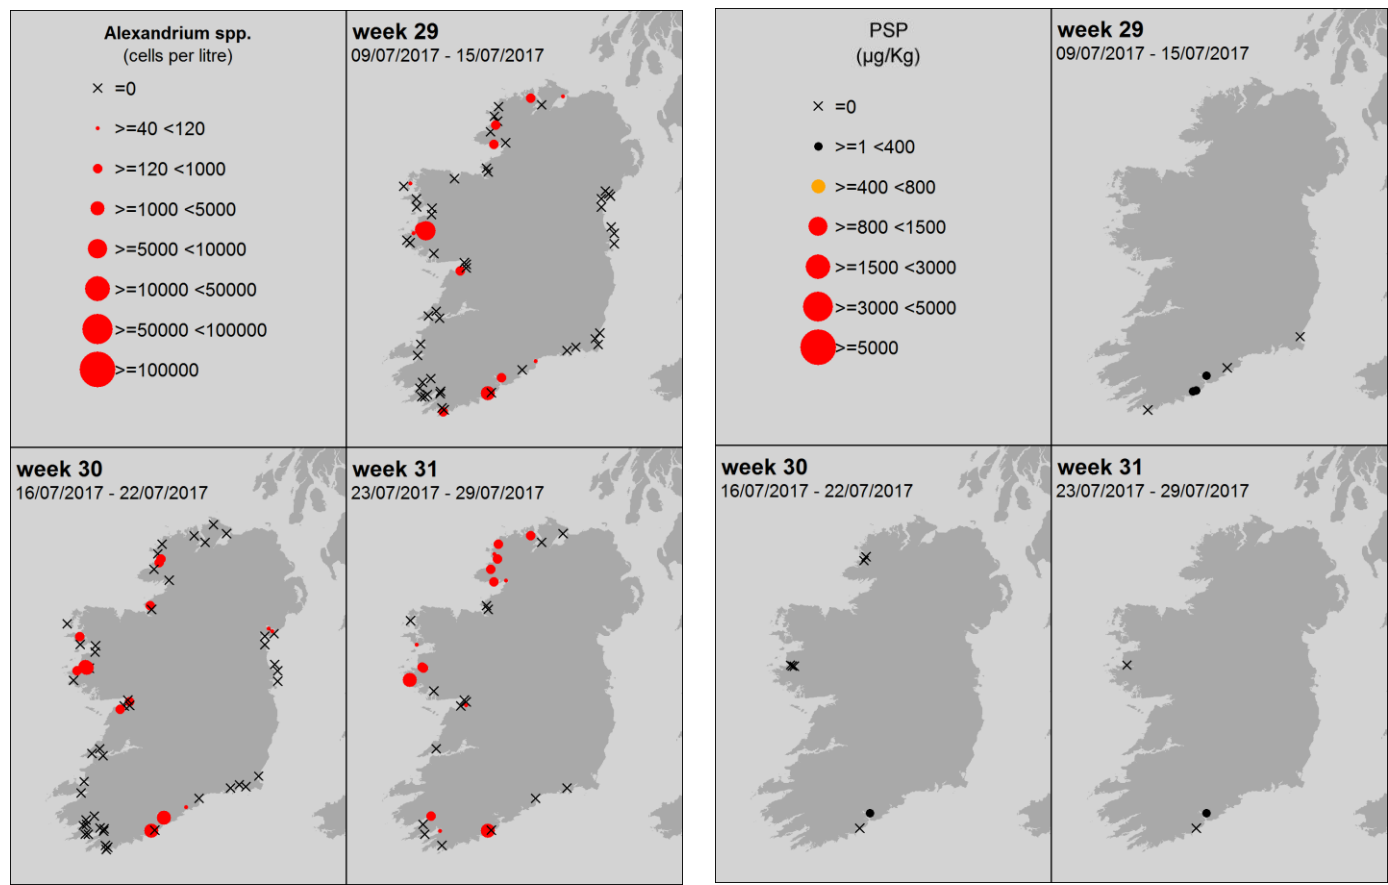 Alexandrium spp.
(cells per litre)
=0
>=40 <120
>=120 <1000
>=1000 <5000
>=5000 <10000
>=10000 <50000
>=50000 <100000
>=100000
week 29
09/07/2017 - 15/07/2017
week 30
16/07/2017 - 22/07/2017
week 31
23/07/2017 - 29/07/2017
PSP
(µg/Kg)
=0
>=1 <400
>=400 <800
>=800 <1500
>=1500 <3000
>=3000 <5000
>=5000
week 29
09/07/2017 - 15/07/2017
week 30
16/07/2017 - 22/07/2017
week 31
23/07/2017 - 29/07/2017